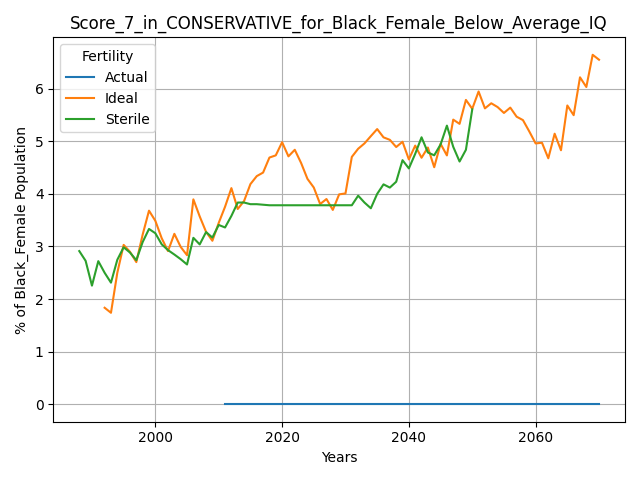 Score_7_in_CONSERVATIVE_for_Black_Female_Below_Average_IQ
Fertility
Actual
Ideal
Sterile
% of Black_Female Population
6
5
4
3
2
1
0
2000
2020
2040
2060
Years